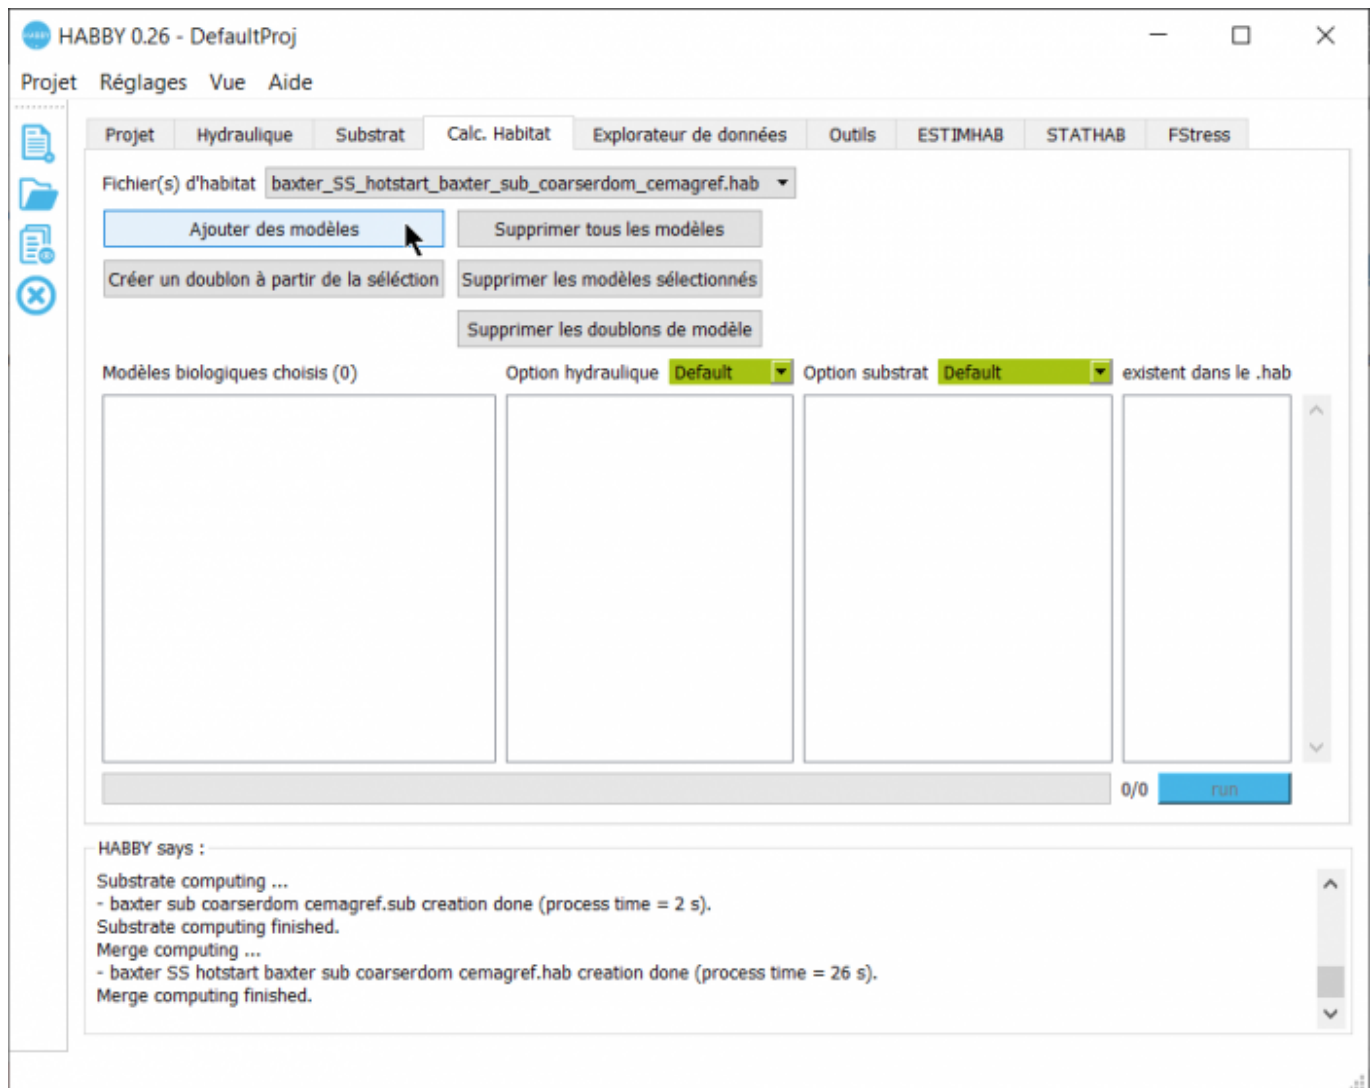 HABBY 0.26 - DefaultProj
Projet Réglages Vue Aide
Projet Hydraulique Substrat Calc. Habitat Explorateur de données Outils ESTIMHAB STATHAB FStress
Fichier(s) d'habitat baxter_SS_hotstart_baxter_sub_coarserdom_cemagref.hab
Ajouter des modèles Supprimer tous les modèles
Créer un doublon à partir de la séléction Supprimer les modèles sélectionnés
Supprimer les doublons de modèle
Modèles biologiques choisis (0) Option hydraulique Default Option substrat Default existent dans le .hab
0/0 run
HABBY says :
Substrate computing ...
- baxter sub coarserdom cemagref.sub creation done (process time = 2 s).
Substrate computing finished.
Merge computing ...
- baxter SS hotstart baxter sub coarserdom cemagref.hab creation done (process time = 26 s).
Merge computing finished.